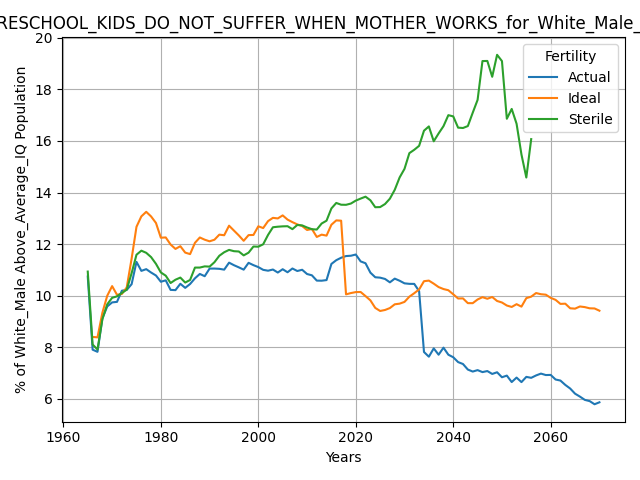 RESCHOOL_KIDS_DO_NOT_SUFFER_WHEN_MOTHER_WORKS_for_White_Male_
% of White_Male Above_Average_IQ Population
20
18
16
14
12
10
8
6
Fertility
Actual
Ideal
Sterile
1960
1980
2000
2020
2040
2060
Years